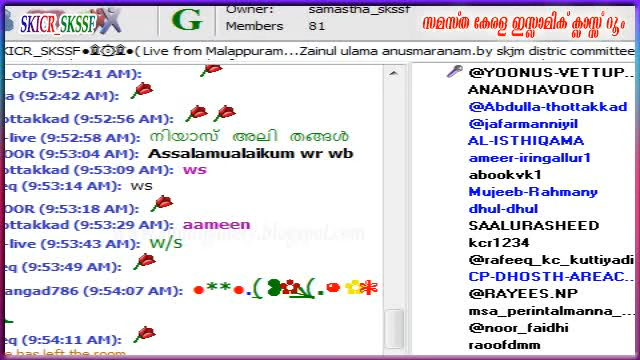 SKICR_SKSSF
G
Owner: samastha_skssf
Members 81
സമസ്ത കേരള ഇസ്ലാമിക് ക്ലാസ്സ് റൂം
KICR_SKSSF●۩۞۩●( Live from Malappuram...Zainul ulama anusmaranam.by skjm distric committee
_otp (9:52:41 AM):
a (9:52:42 AM):
ottakkad (9:52:56 AM):
-live (9:52:58 AM): നിയാസ് അലി തങ്ങൾ
OOR (9:53:04 AM): Assalamualaikum wr wb
ottakkad (9:53:09 AM): ws
eq (9:53:14 AM): ws
OOR (9:53:18 AM):
ottakkad (9:53:29 AM): aameen
-live (9:53:43 AM): w/s
eq (9:53:49 AM):
angad786 (9:54:07 AM): ●**●.(
eq (9:54:11 AM):
e has left the room
@YOONUS-VETTUP...
ANANDHAVOOR
@Abdulla-thottakkad
@jafarmanniyil
AL-ISTHIQAMA
ameer-iringallur1
abookvk1
Mujeeb-Rahmany
dhul-dhul
SAALURASHEED
kcr1234
@rafeeq_kc_kuttiyadi
CP-DHOSTH-AREAC...
@RAYEES.NP
msa_perintalmanna_...
@noor_faidhi
raoofdmm